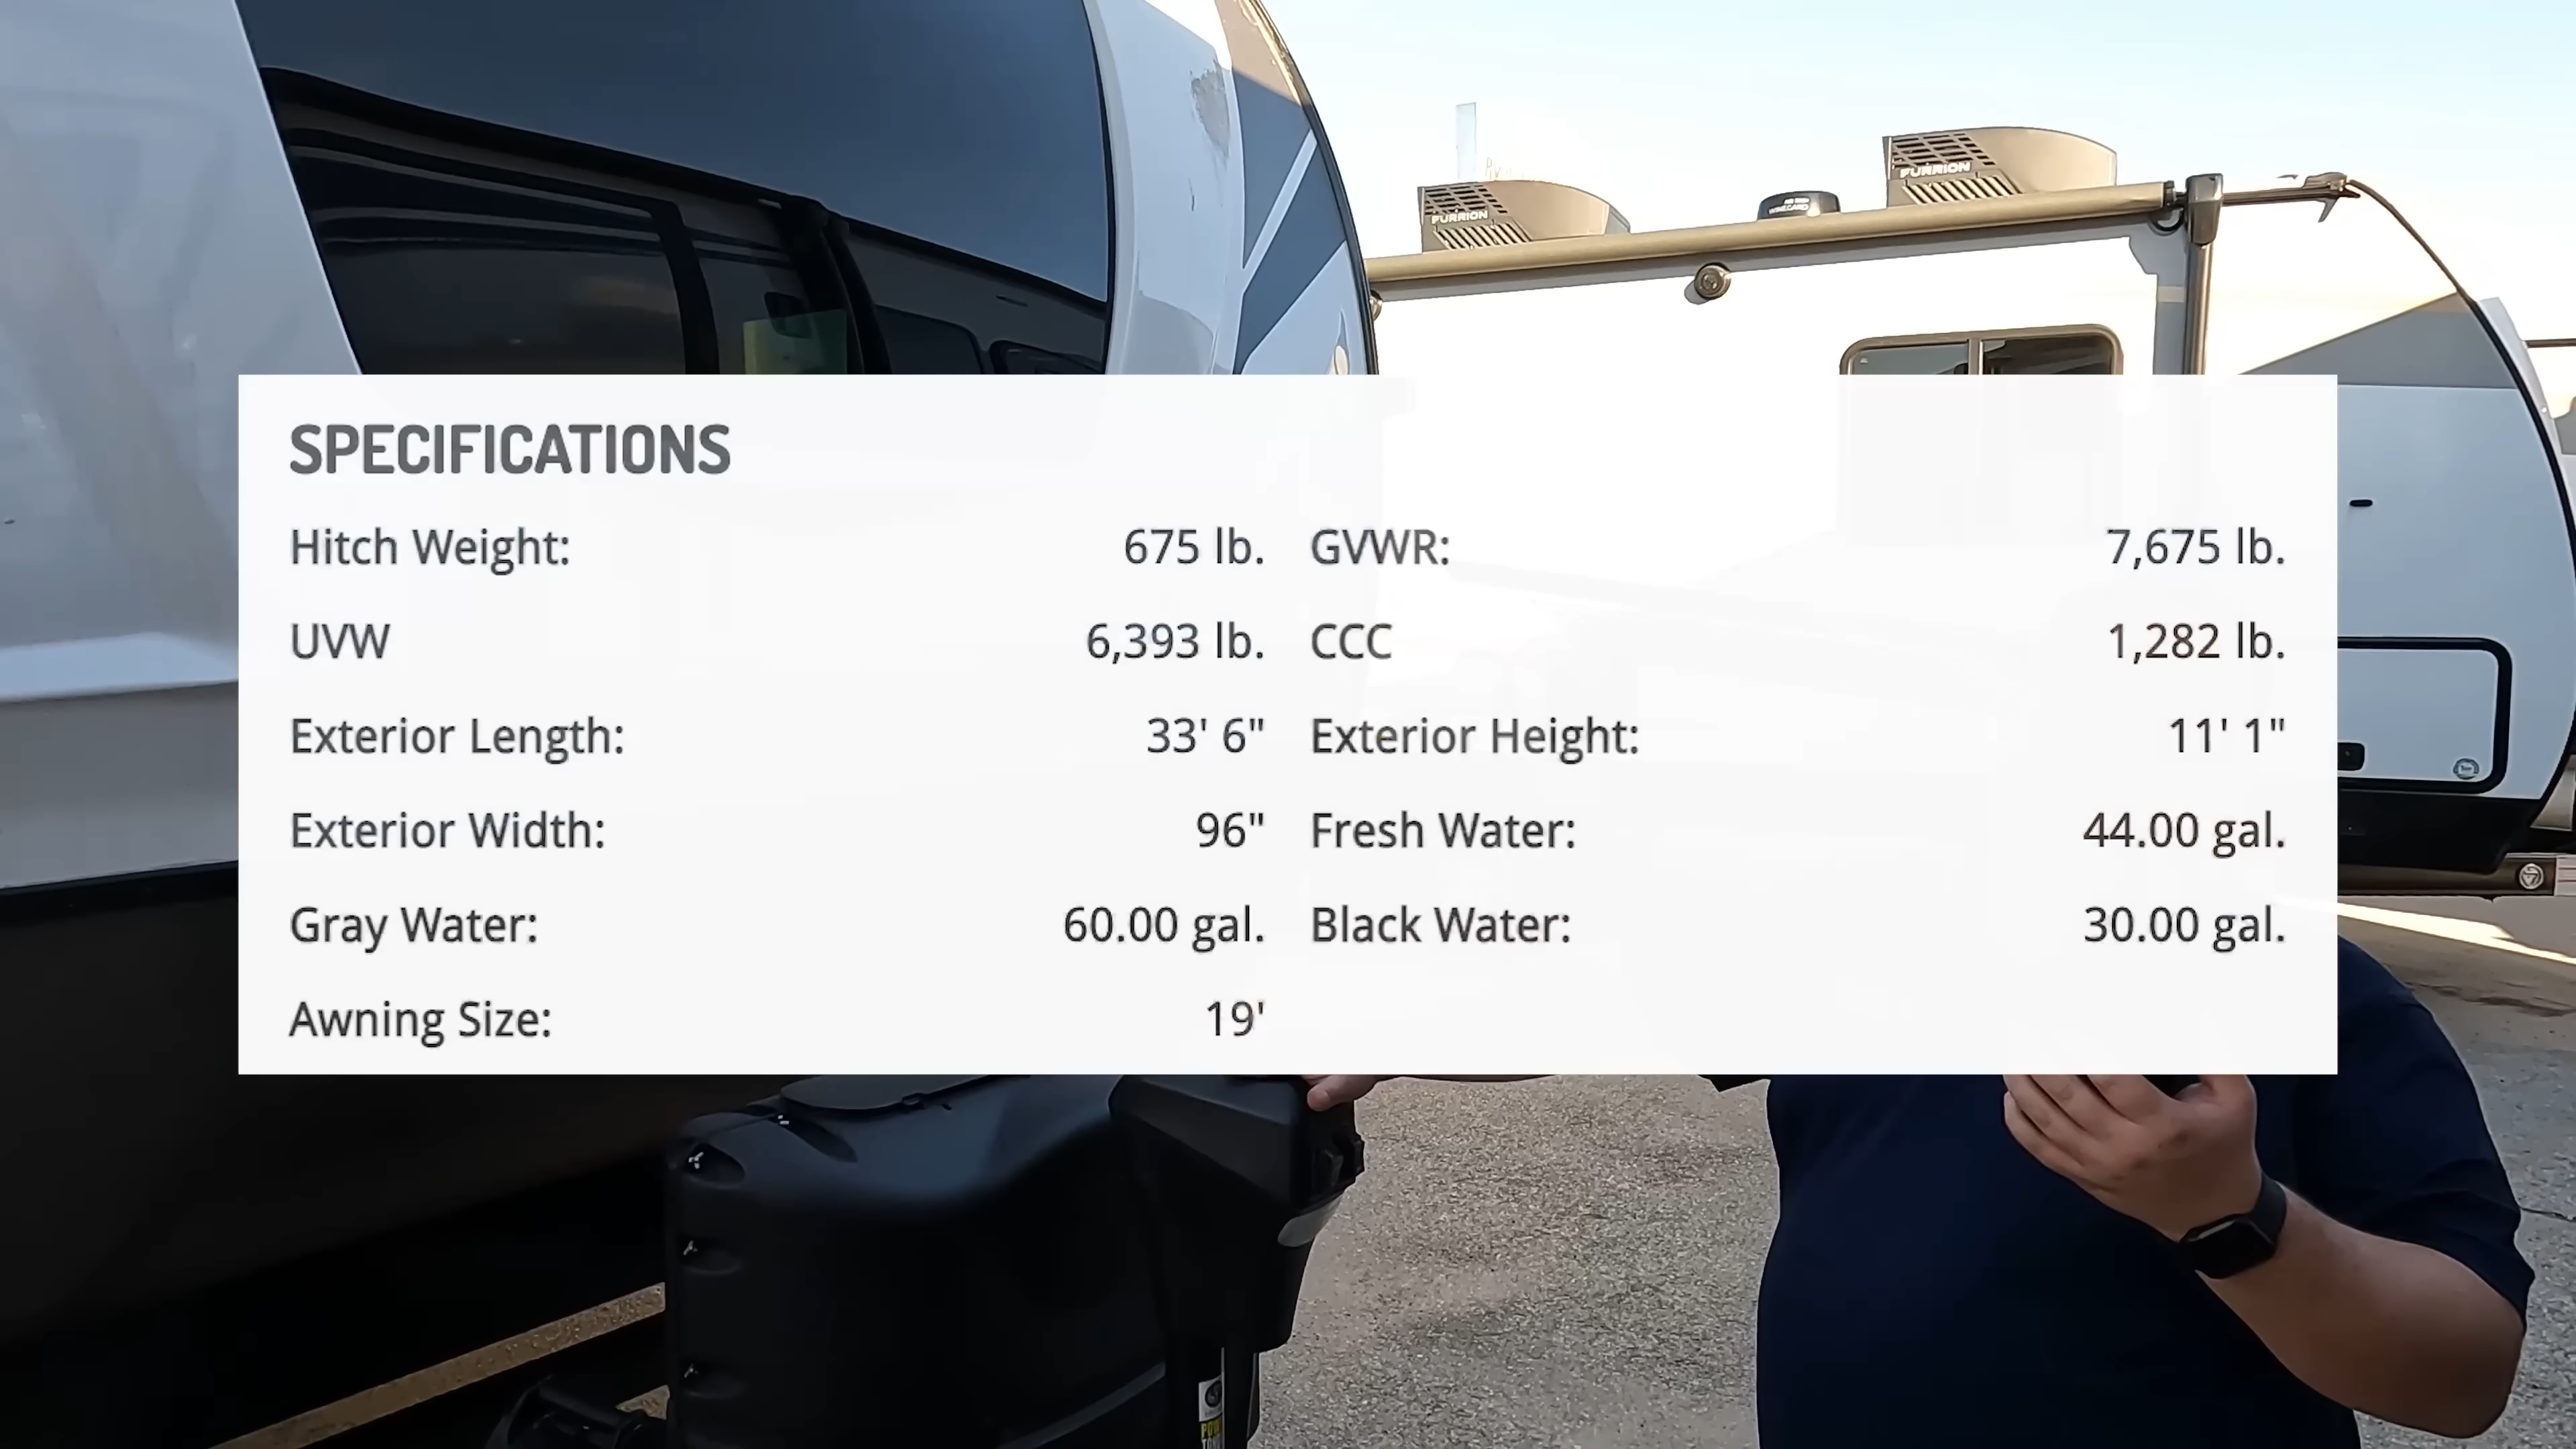 FURRION
FURRION
WINEGARD
SPECIFICATIONS
Hitch Weight: 675 lb. GVWR: 7,675 lb.
UVW 6,393 lb. CCC 1,282 lb.
Exterior Length: 33' 6" Exterior Height: 11' 1"
Exterior Width: 96" Fresh Water: 44.00 gal.
Gray Water: 60.00 gal. Black Water: 30.00 gal.
Awning Size: 19'